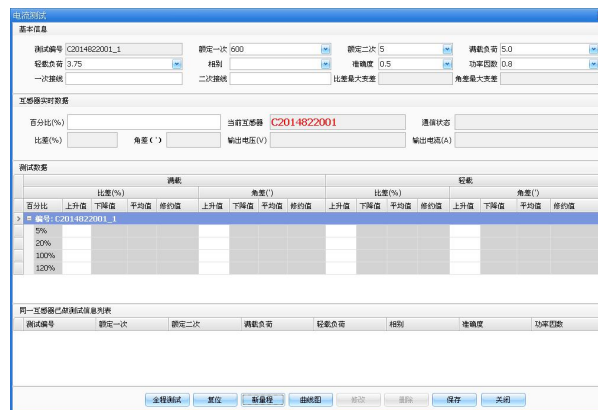 电流测试
基本信息
测试编号 C2014822001_1 额定一次 600 额定二次 5 满载负荷 5.0
轻载负荷 3.75 相别 准确度 0.5 功率因数 0.8
一次接线 二次接线 比差最大变差 角差最大变差
互感器实时数据
百分比(%) 当前互感器 C2014822001 通信状态
比差(%) 角差(') 输出电压(V) 输出电流(A)
测试数据
满载 轻载
比差(%) 角差(') 比差(%) 角差(')
百分比 上升值 下降值 平均值 修约值 上升值 下降值 平均值 修约值 上升值 下降值 平均值 修约值 上升值 下降值 平均值 修约值
编号: C2014822001_1
5%
20%
100%
120%
同一互感器已做测试信息列表
测试编号 额定一次 额定二次 满载负荷 轻载负荷 相别 准确度 功率因数
全程测试 复位 新量程 曲线图 修改 删除 保存 关闭